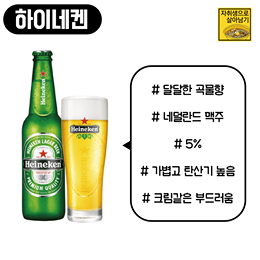 하이네켄
자취생으로
살아남기
# 달달한 곡물향
# 네덜란드 맥주
# 5%
# 가볍고 탄산기 높음
# 크림같은 부드러움
Heineken
HEINEKEN LAGER BEER
Heineken
PREMIUM QUALITY